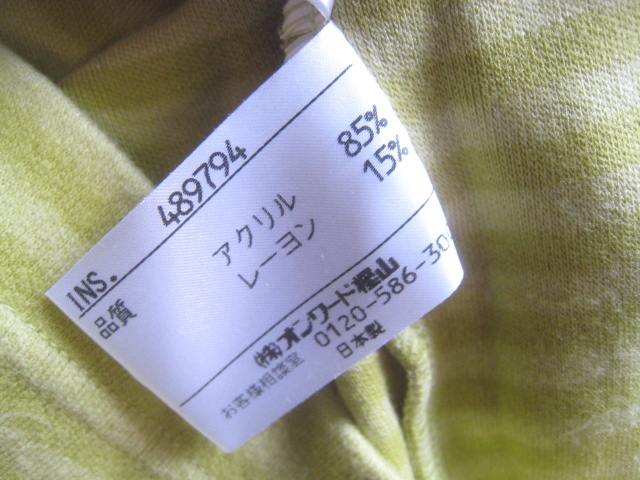 INS. 489794
品質 アクリル 85%
レーヨン 15%
(株)オンワード樫山
お客様相談室 0120-586-30
日本製